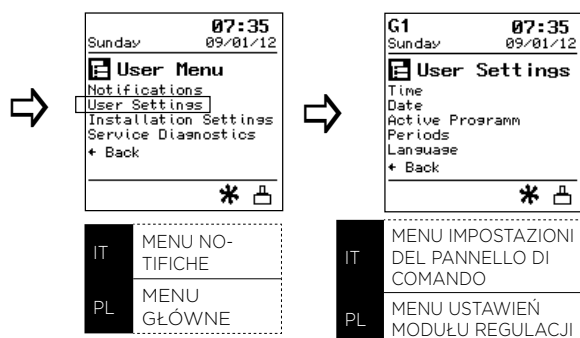 07:35
Sunday 09/01/12
User Menu
Notifications
User Settings
Installation Settings
Service Diagnostics
← Back
IT
MENU NO-
TIFICHE
PL
MENU
GŁÓWNE
G1 07:35
Sunday 09/01/12
User Settings
Time
Date
Active Programm
Periods
Language
← Back
IT
MENU IMPOSTAZIONI
DEL PANNELLO DI
COMANDO
PL
MENU USTAWIEŃ
MODUŁU REGULACJI